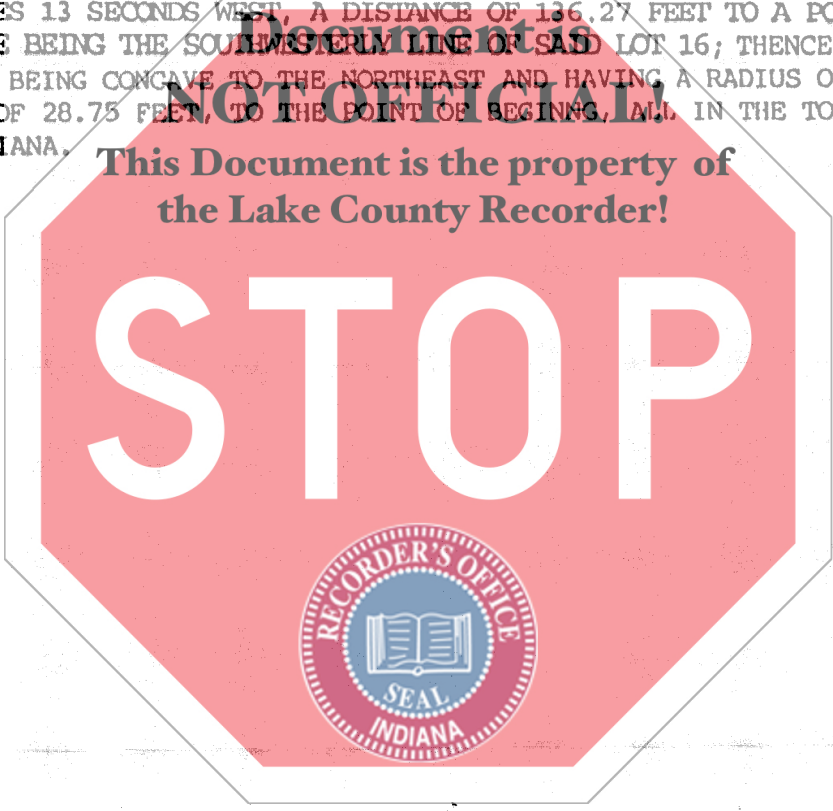 ES 13 SECONDS WEST, A DISTANCE OF 136.27 FEET TO A PO
Document is
E BEING THE SOUTHWESTERLY LINE OF SAID LOT 16; THENCE
BEING CONCAVE TO THE NORTHEAST AND HAVING A RADIUS O
NOT OFFICIAL!
OF 28.75 FEET, TO THE POINT OF BEGINNG, ALL IN THE TO
IANA.
This Document is the property of
the Lake County Recorder!
STOP
RECORDER'S OFFICE
SEAL
INDIANA